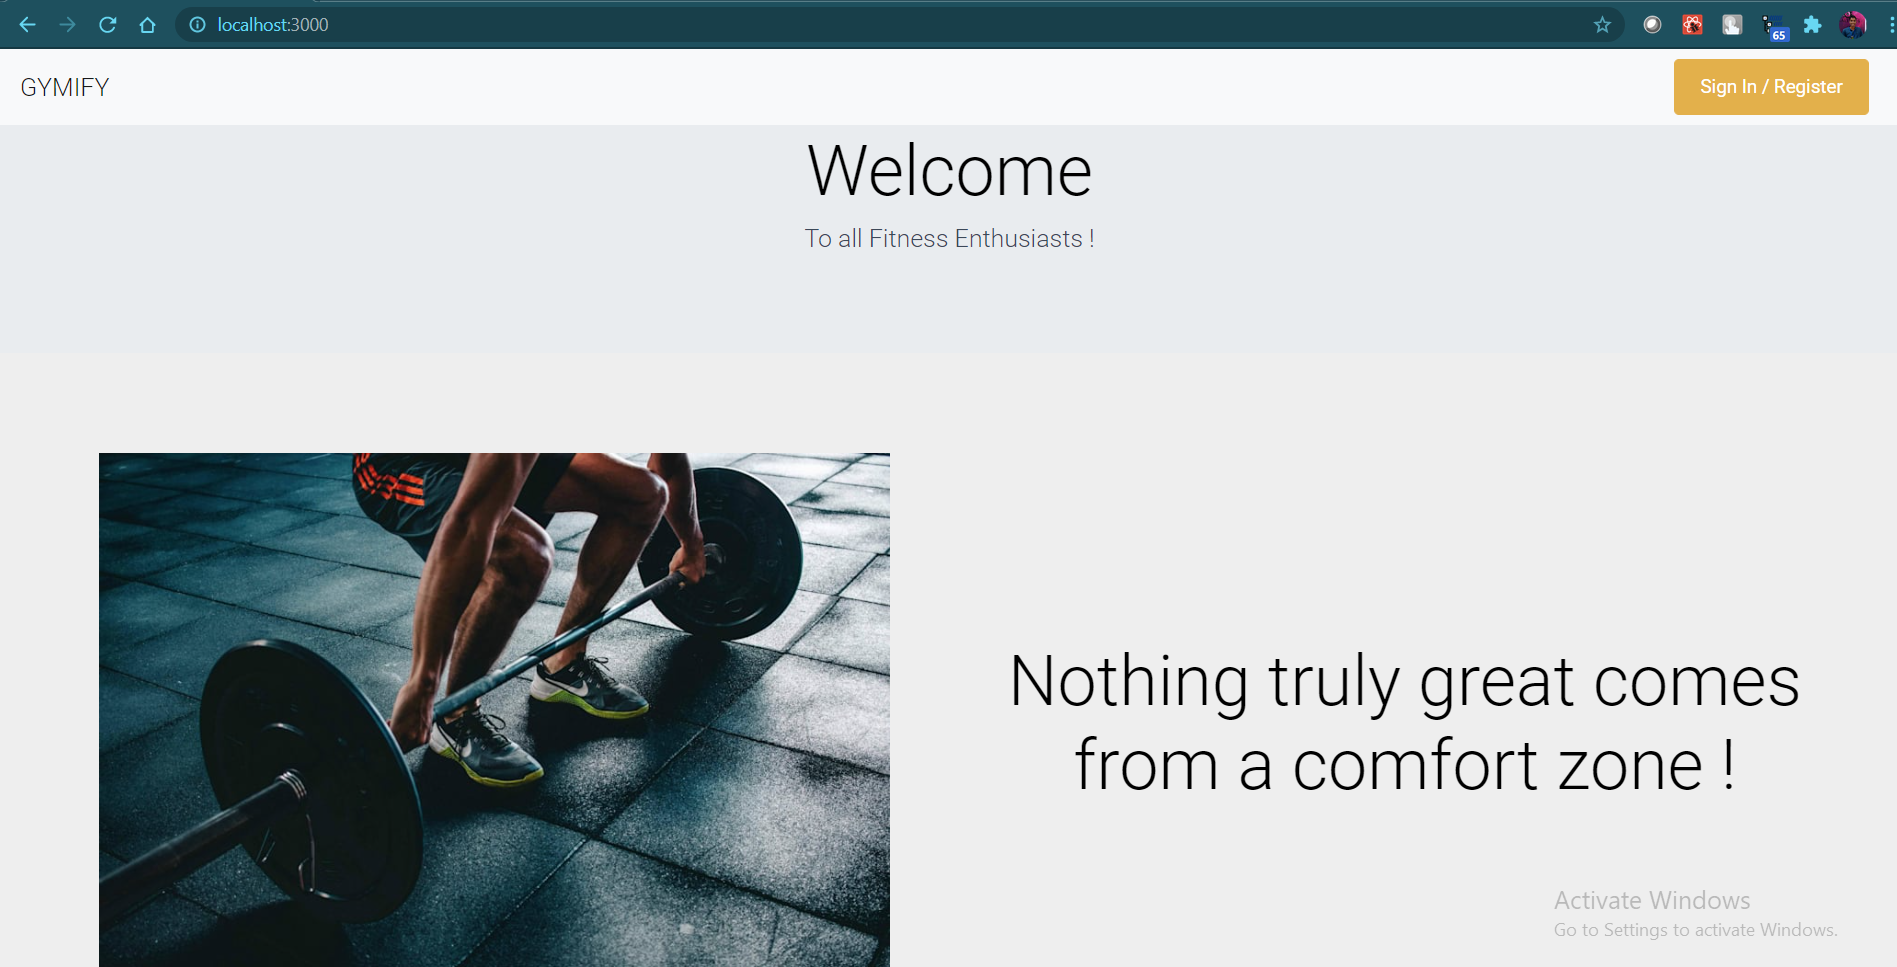 localhost:3000
65
GYMIFY
Sign In / Register
Welcome
To all Fitness Enthusiasts !
Nothing truly great comes
from a comfort zone !
Activate Windows
Go to Settings to activate Windows.